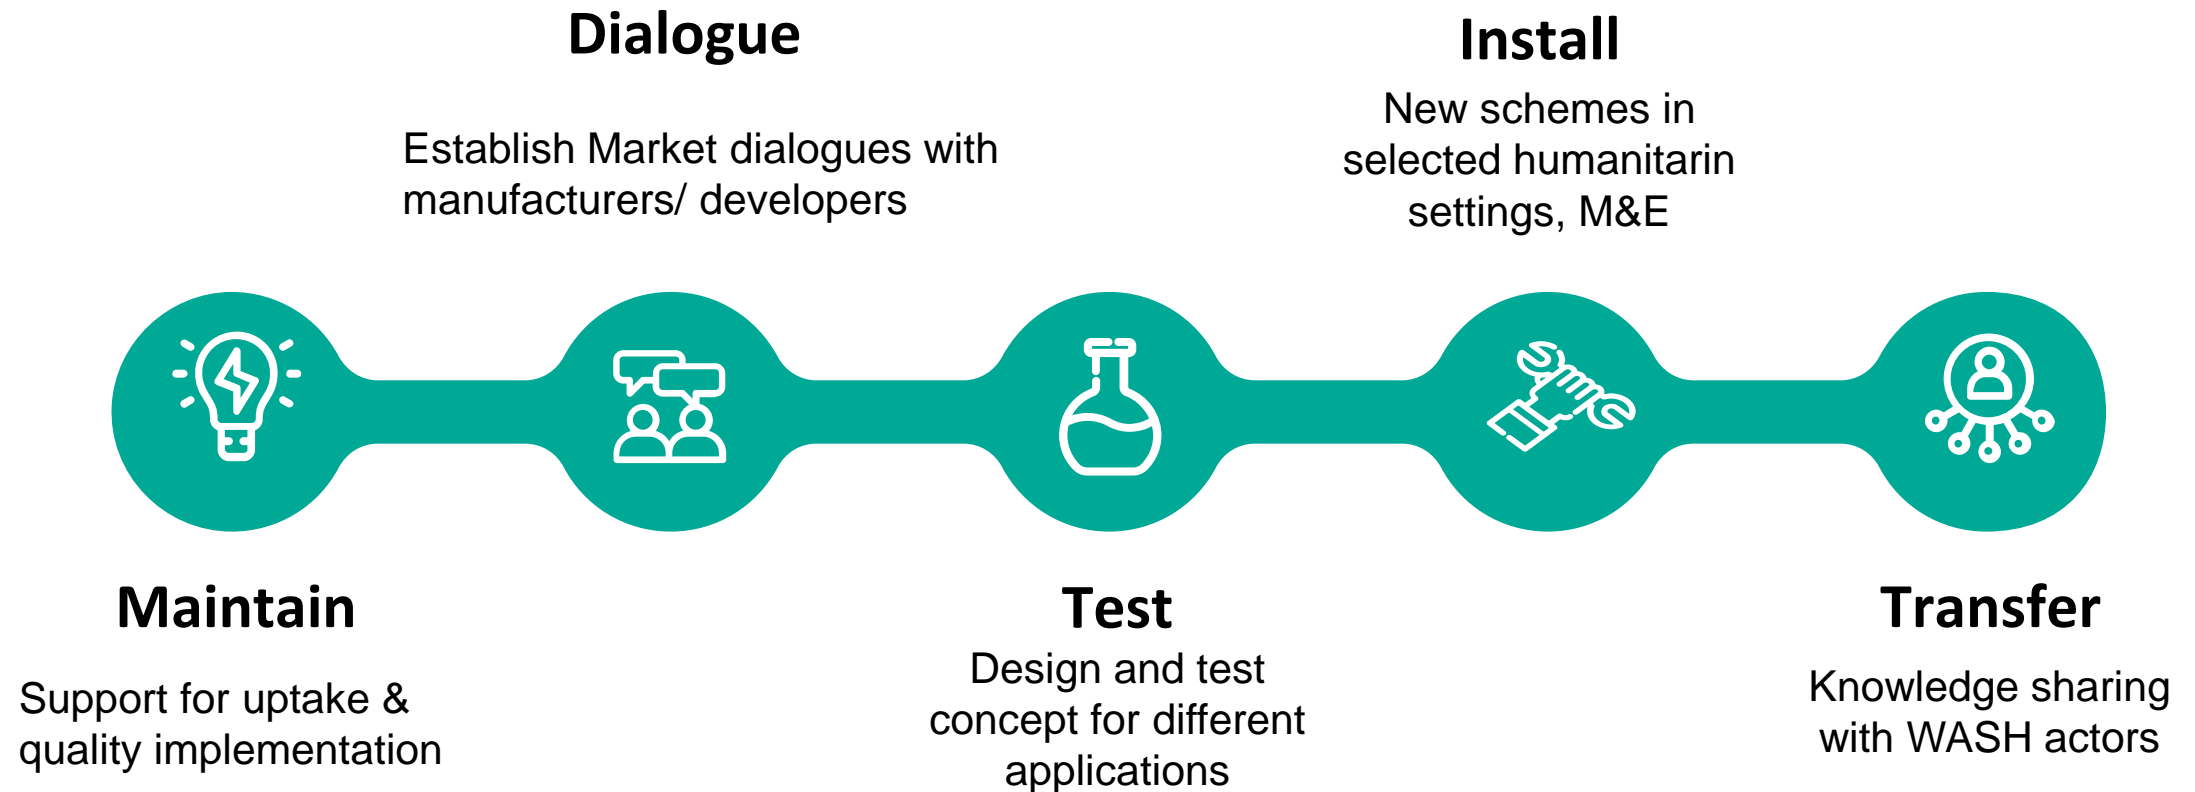 Dialogue
Establish Market dialogues with
manufacturers/ developers
Install
New schemes in
selected humanitarin
settings, M&E
Maintain
Support for uptake &
quality implementation
Test
Design and test
concept for different
applications
Transfer
Knowledge sharing
with WASH actors